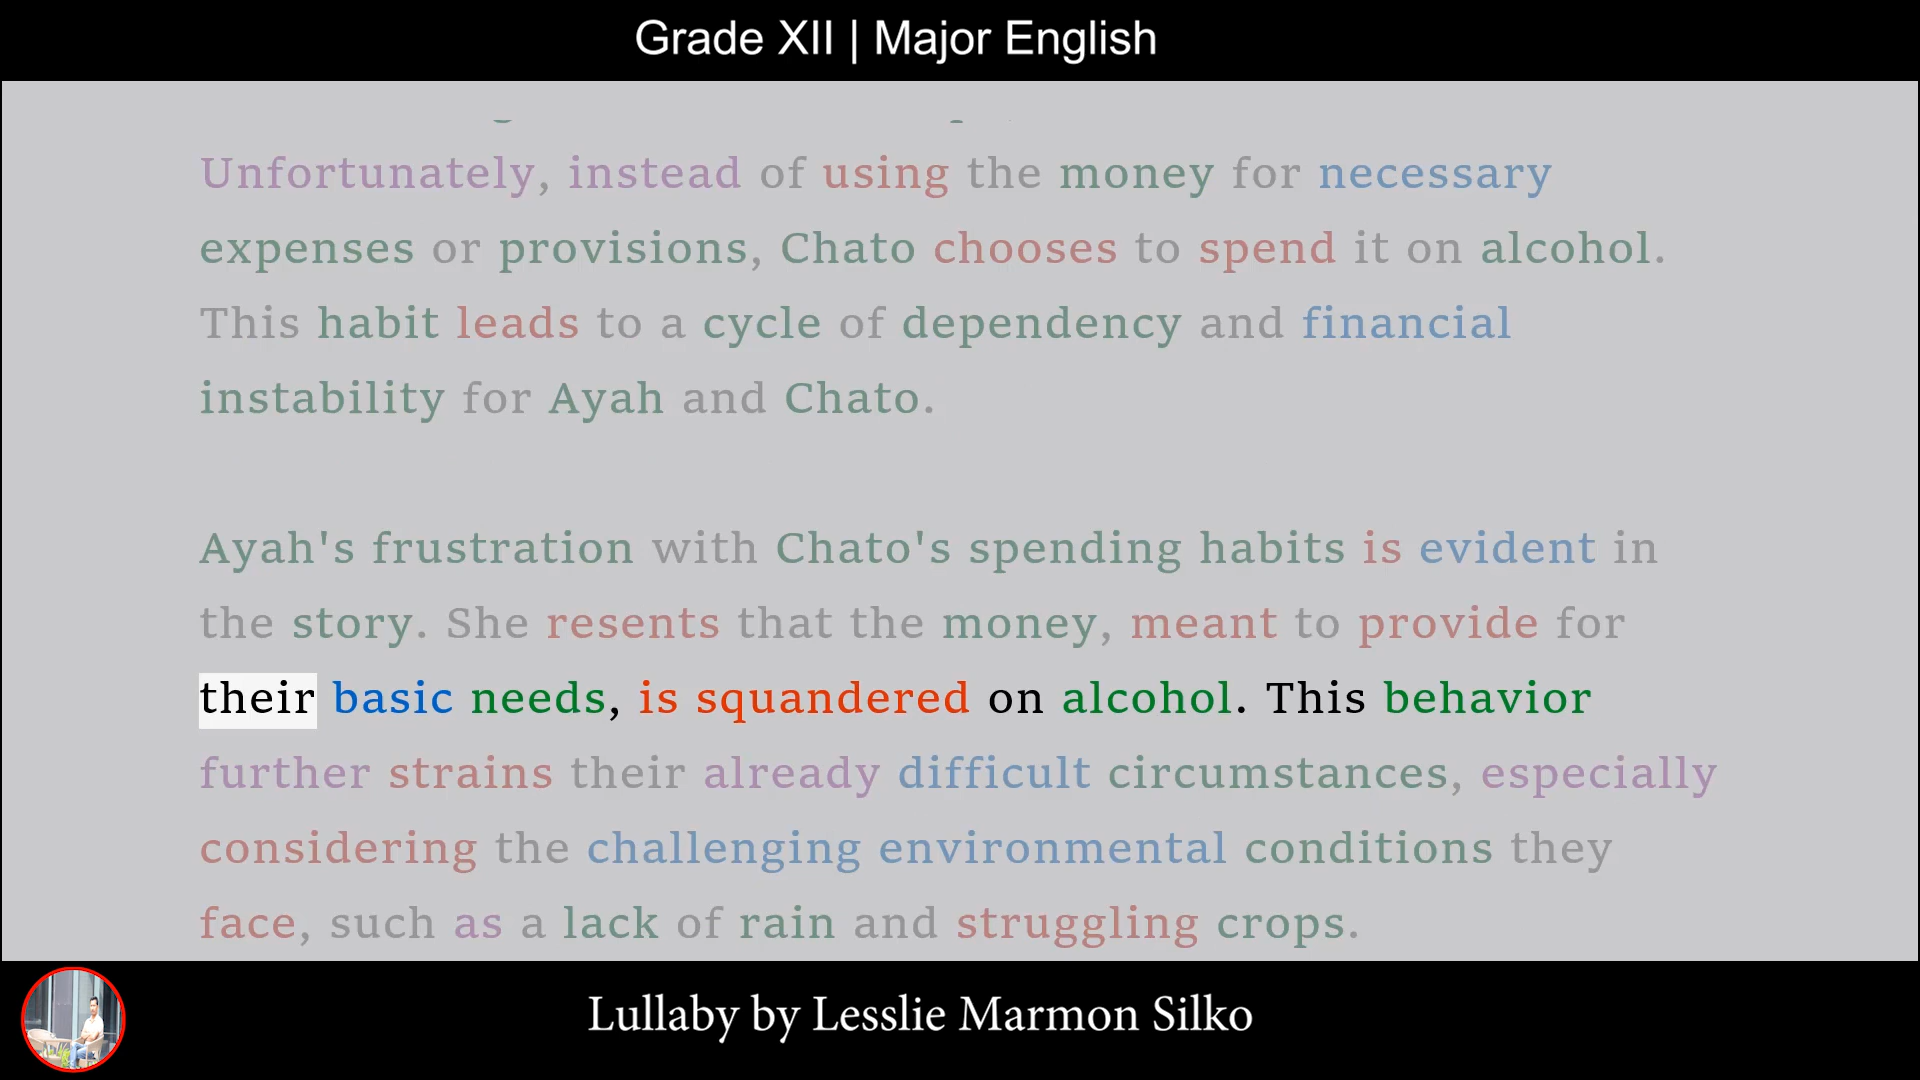 Grade XII | Major English
Unfortunately, instead of using the money for necessary
expenses or provisions, Chato chooses to spend it on alcohol.
This habit leads to a cycle of dependency and financial
instability for Ayah and Chato.
Ayah's frustration with Chato's spending habits is evident in
the story. She resents that the money, meant to provide for
their basic needs, is squandered on alcohol. This behavior
further strains their already difficult circumstances, especially
considering the challenging environmental conditions they
face, such as a lack of rain and struggling crops.
Lullaby by Lesslie Marmon Silko